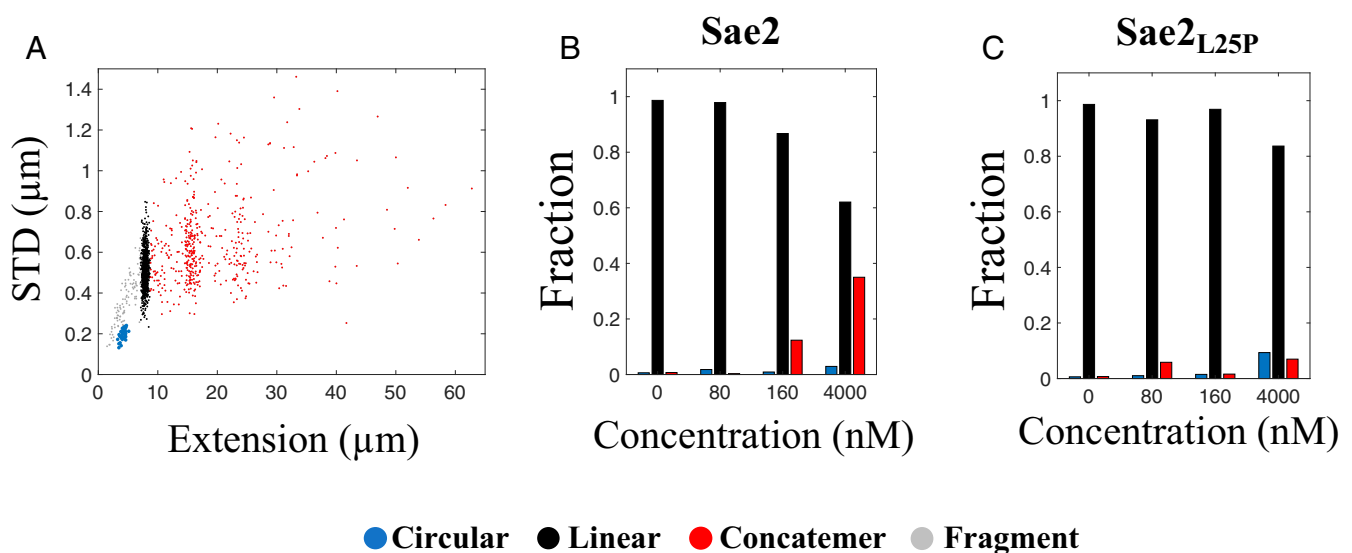 A
STD (µm)
1.4
1.2
1
0.8
0.6
0.4
0.2
0
0 10 20 30 40 50 60
Extension (µm)
B
Sae2
Fraction
1
0.8
0.6
0.4
0.2
0
0 80 160 4000
Concentration (nM)
C
Sae2L25P
Fraction
1
0.8
0.6
0.4
0.2
0
0 80 160 4000
Concentration (nM)
Circular Linear Concatemer Fragment